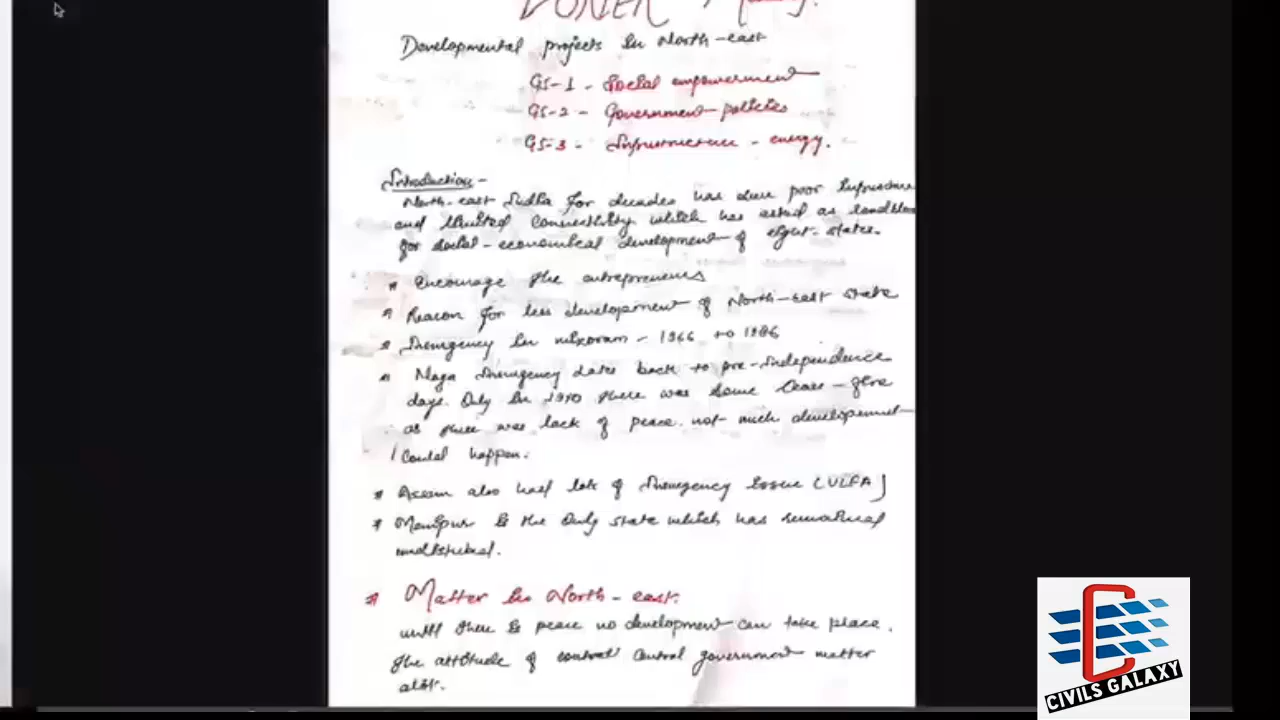 DONER
Developmental projects in North-east
GS-1 - Social empowerment
GS-2 - Government policies
GS-3 - Infrastructure - energy.
Introduction -
North-east India for decades has seen poor
and limited connectivity which has acted as
for social-economical development of eight states.
* Encourage the entrepreneurs
* Reason for less development of North-east state
* Insurgency in mizoram - 1966 to 1986
* Naga Insurgency dates back to pre-independence
days. Only in there was some cease-fire
as there was lack of peace not much development
Could happen.
* Assam also had lots of Insurgency issue (ULFA)
* Manipur is the only state which has remained
undisturbed.
* Matter in North-east.
until there is peace no development can take place.
the attitude of central government matter
alot.
CIVILS GALAXY